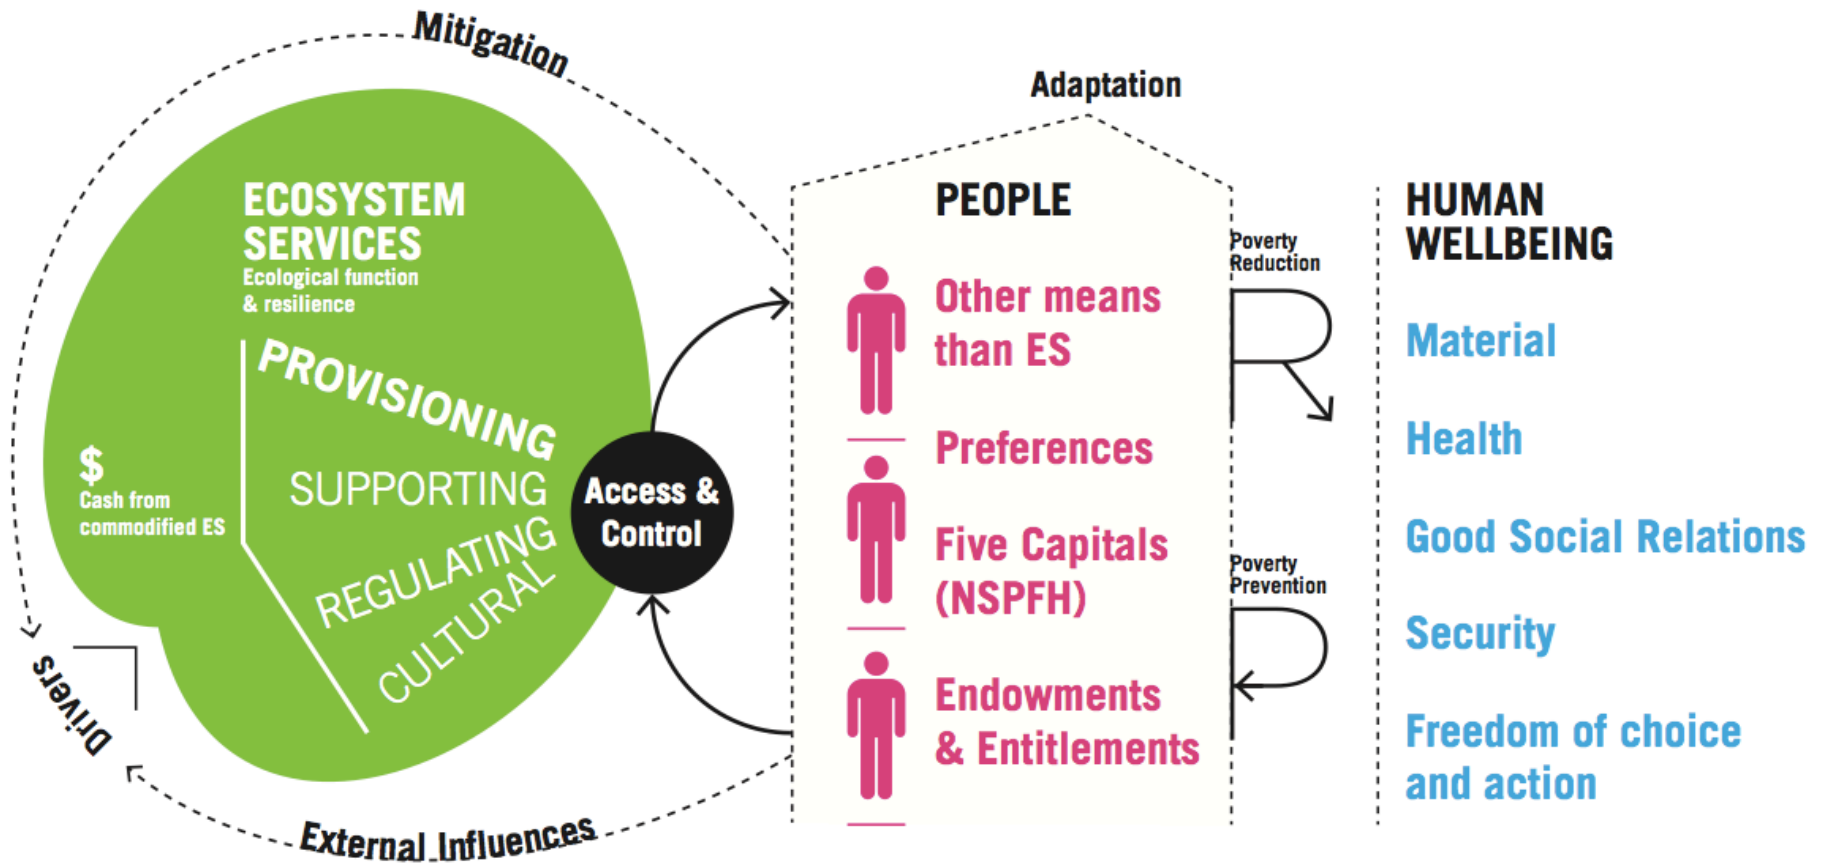 Mitigation
ECOSYSTEM
SERVICES
Ecological function
& resilience
PROVISIONING
SUPPORTING
REGULATING
CULTURAL
$
Cash from
commodified ES
Access &
Control
Drivers
External Influences
Adaptation
PEOPLE
Other means
than ES
Preferences
Five Capitals
(NSPFH)
Endowments
& Entitlements
Poverty
Reduction
Poverty
Prevention
HUMAN
WELLBEING
Material
Health
Good Social Relations
Security
Freedom of choice
and action